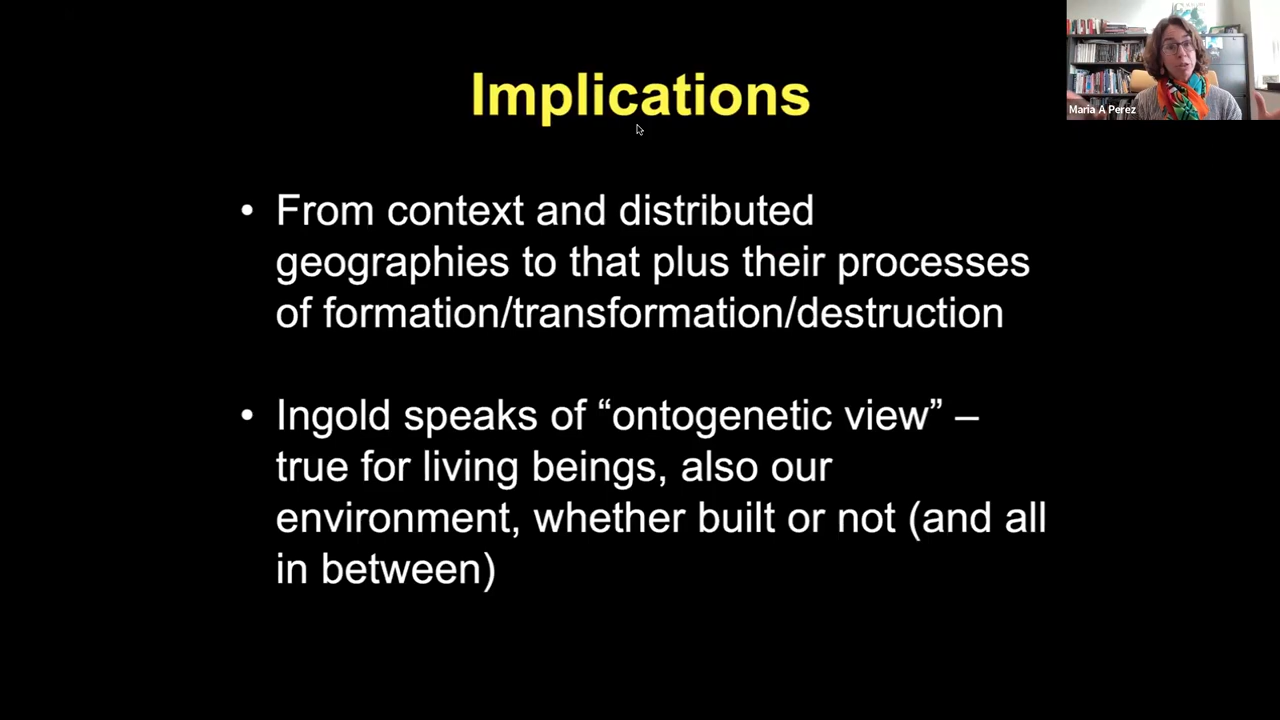 Implications
Maria A Perez
• From context and distributed
geographies to that plus their processes
of formation/transformation/destruction
• Ingold speaks of “ontogenetic view” –
true for living beings, also our
environment, whether built or not (and all
in between)